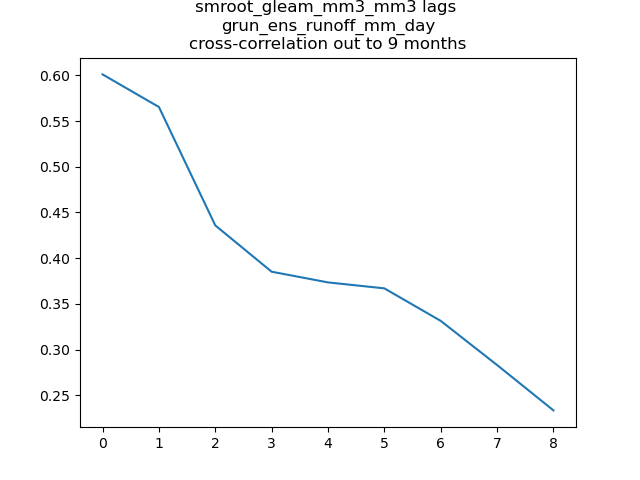 smroot_gleam_mm3_mm3 lags
grun_ens_runoff_mm_day
cross-correlation out to 9 months
0.60
0.55
0.50
0.45
0.40
0.35
0.30
0.25
0 1 2 3 4 5 6 7 8